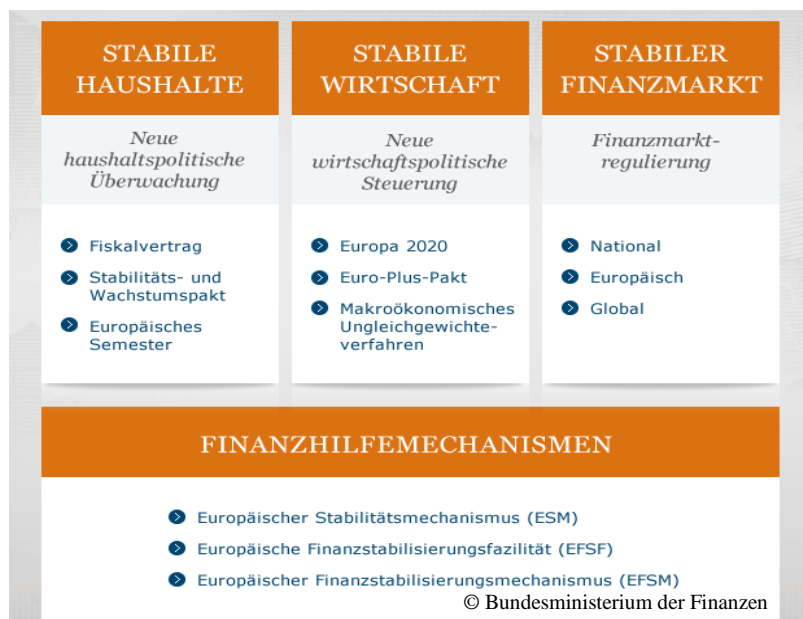 STABILE
HAUSHALTE
Neue
haushaltspolitische
Überwachung
Fiskalvertrag
Stabilitäts- und
Wachstumspakt
Europäisches
Semester
STABILE
WIRTSCHAFT
Neue
wirtschaftspolitische
Steuerung
Europa 2020
Euro-Plus-Pakt
Makroökonomisches
Ungleichgewichte-
verfahren
STABILER
FINANZMARKT
Finanzmarkt-
regulierung
National
Europäisch
Global
FINANZHILFEMECHANISMEN
Europäischer Stabilitätsmechanismus (ESM)
Europäische Finanzstabilisierungsfazilität (EFSF)
Europäischer Finanzstabilisierungsmechanismus (EFSM)
© Bundesministerium der Finanzen